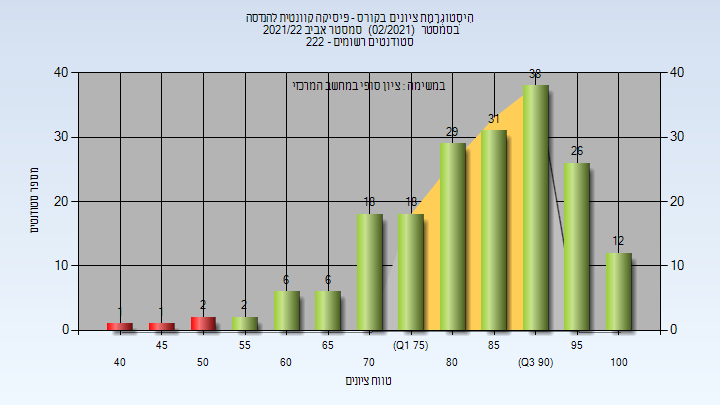 היסטוגרמת ציונים בקורס - פיסיקה קוונטית להנדסה
בסמסטר (02/2021) סמסטר אביב 2021/22
סטודנטים רשומים - 222
במשימה : ציון סופי במחשב המרכזי
מספר סטודנטים
40 30 20 10 0
40 30 20 10 0
1 1 2 2 6 6 18 18 29 31 38 26 12
45 55 65 (Q1 75) 85 95
40 50 60 70 80 (Q3 90) 100
טווח ציונים